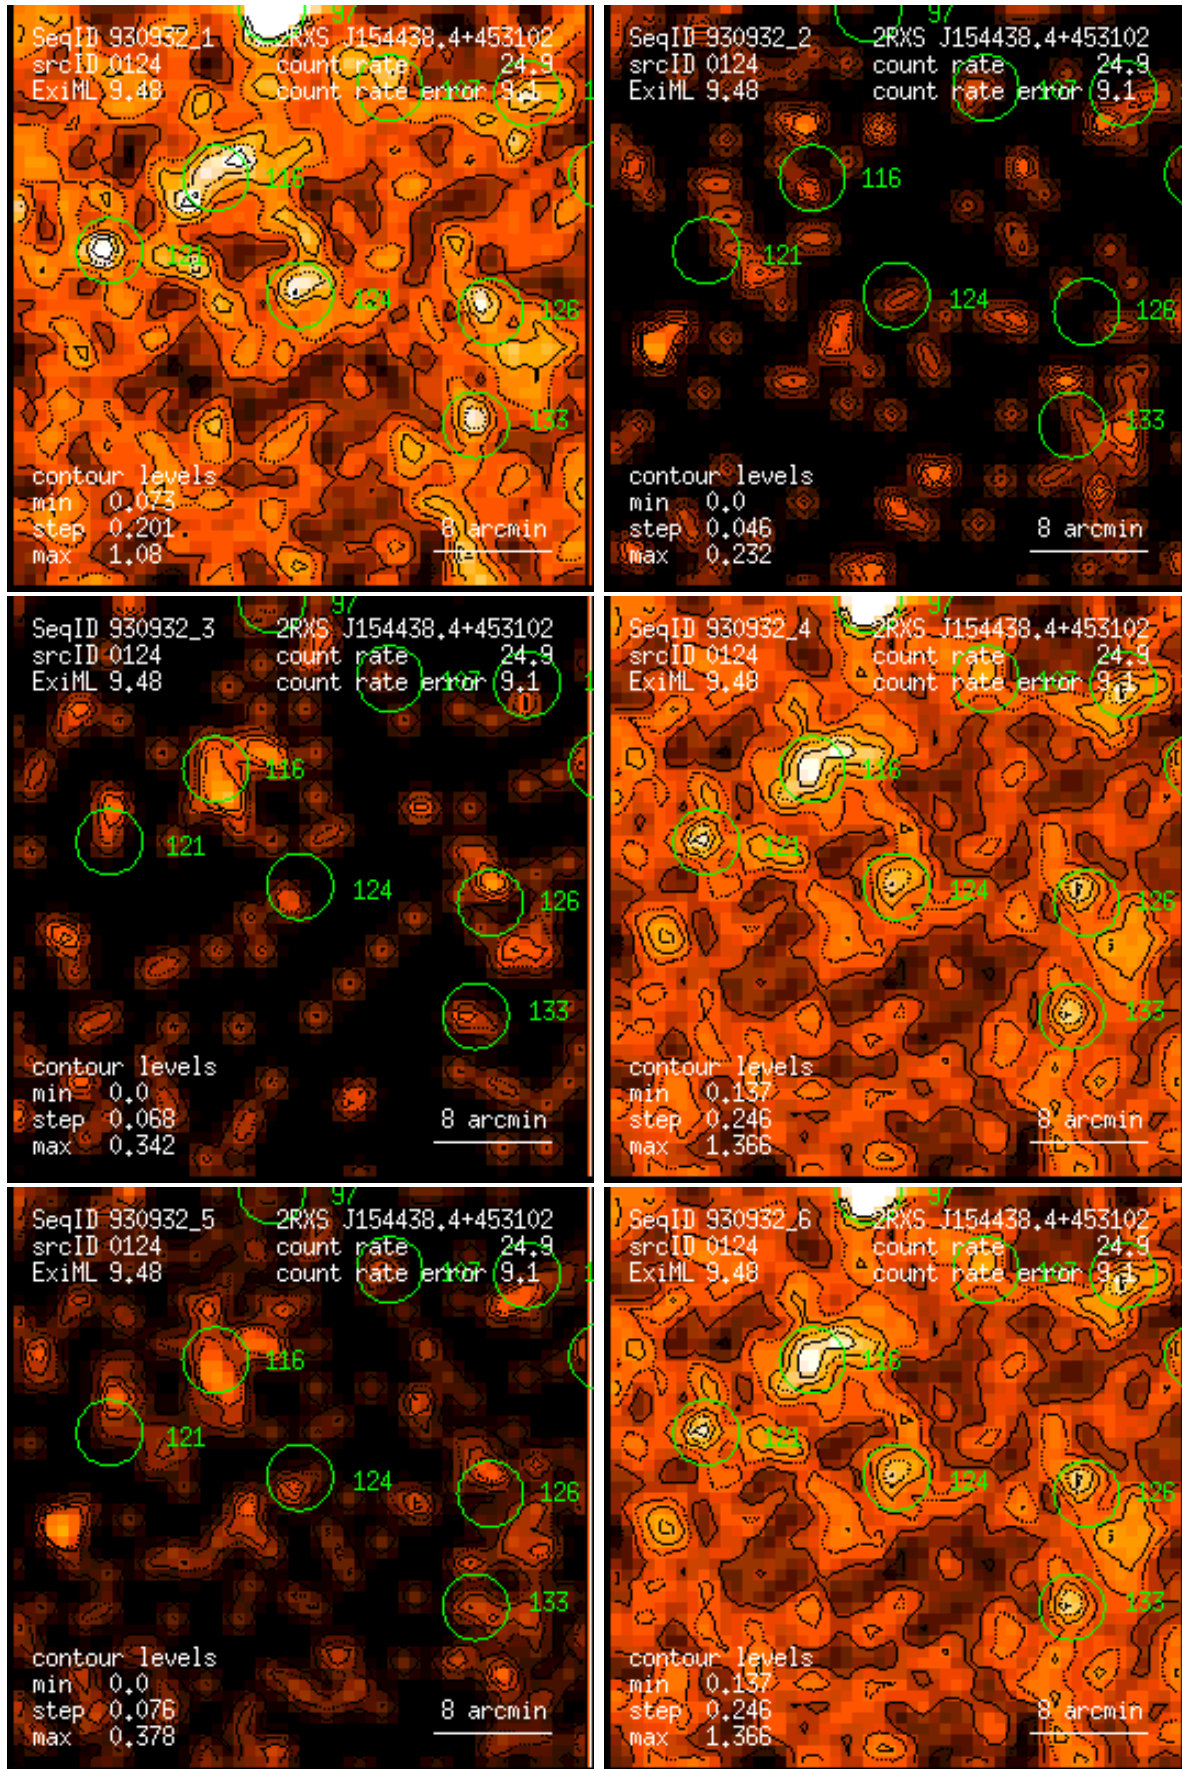 97
SeqID 930932_1 2RXS J154438.4+453102
srcID 0124 count rate 24.9
ExiML 9.48 count rate error 9.1
107
116
121
124
126
133
contour levels
min 0.073
step 0.201
max 1.08
8 arcmin
97
SeqID 930932_2 2RXS J154438.4+453102
srcID 0124 count rate 24.9
ExiML 9.48 count rate error 9.1
107
116
121
124
126
133
contour levels
min 0.0
step 0.046
max 0.232
8 arcmin
97
SeqID 930932_3 2RXS J154438.4+453102
srcID 0124 count rate 24.9
ExiML 9.48 count rate error 9.1
107
116
121
124
126
133
contour levels
min 0.0
step 0.068
max 0.342
8 arcmin
97
SeqID 930932_4 2RXS J154438.4+453102
srcID 0124 count rate 24.9
ExiML 9.48 count rate error 9.1
107
116
121
124
126
133
contour levels
min 0.137
step 0.246
max 1.366
8 arcmin
97
SeqID 930932_5 2RXS J154438.4+453102
srcID 0124 count rate 24.9
ExiML 9.48 count rate error 9.1
107
116
121
124
126
133
contour levels
min 0.0
step 0.076
max 0.378
8 arcmin
97
SeqID 930932_6 2RXS J154438.4+453102
srcID 0124 count rate 24.9
ExiML 9.48 count rate error 9.1
107
116
121
124
126
133
contour levels
min 0.137
step 0.246
max 1.366
8 arcmin